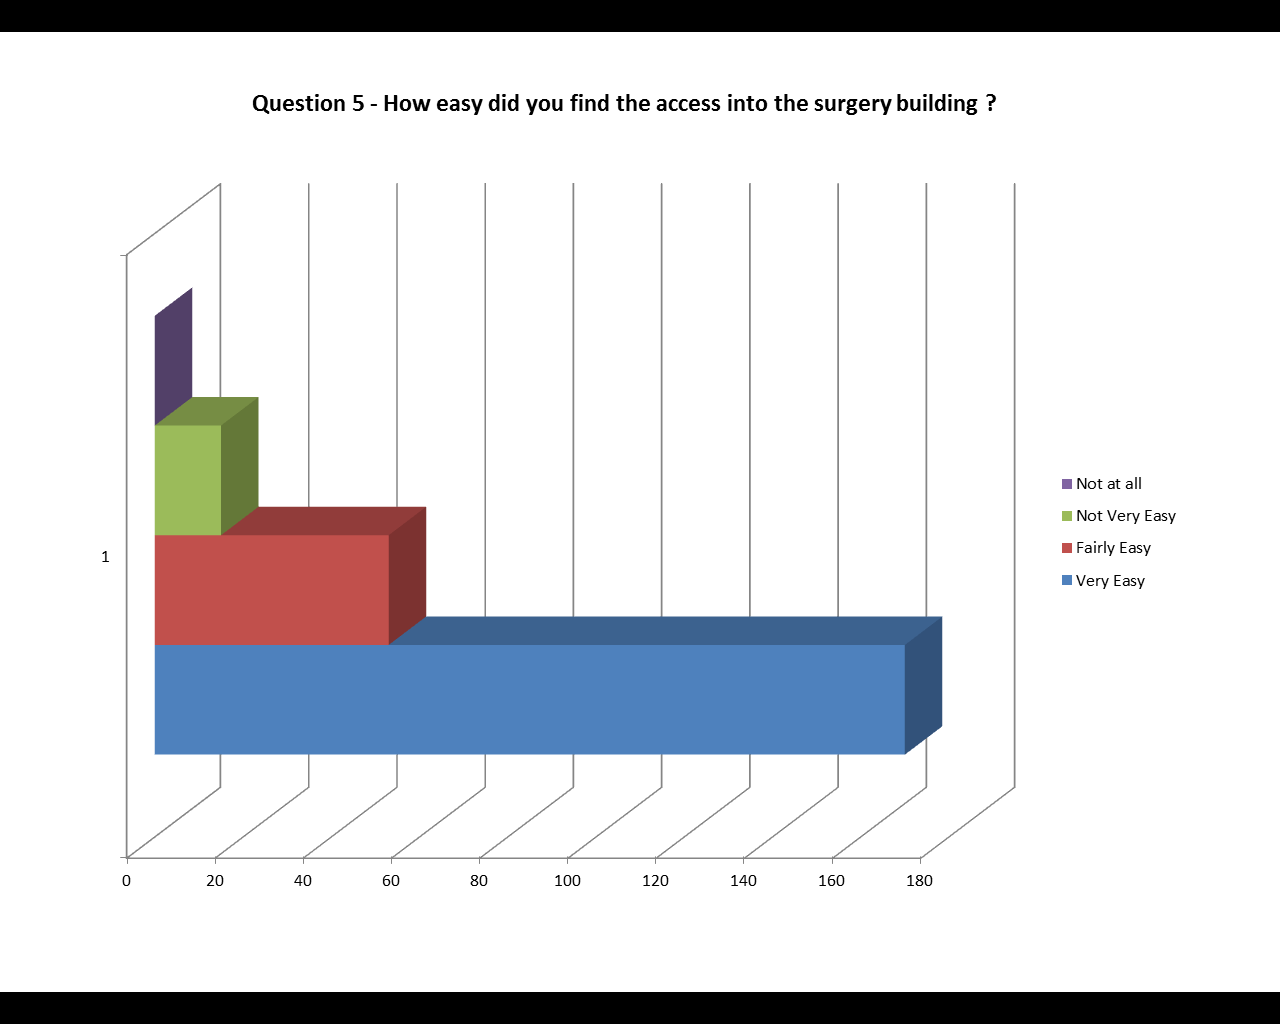 Question 5 - How easy did you find the access into the surgery building ?
Not at all
Not Very Easy
Fairly Easy
Very Easy
1
0 20 40 60 80 100 120 140 160 180